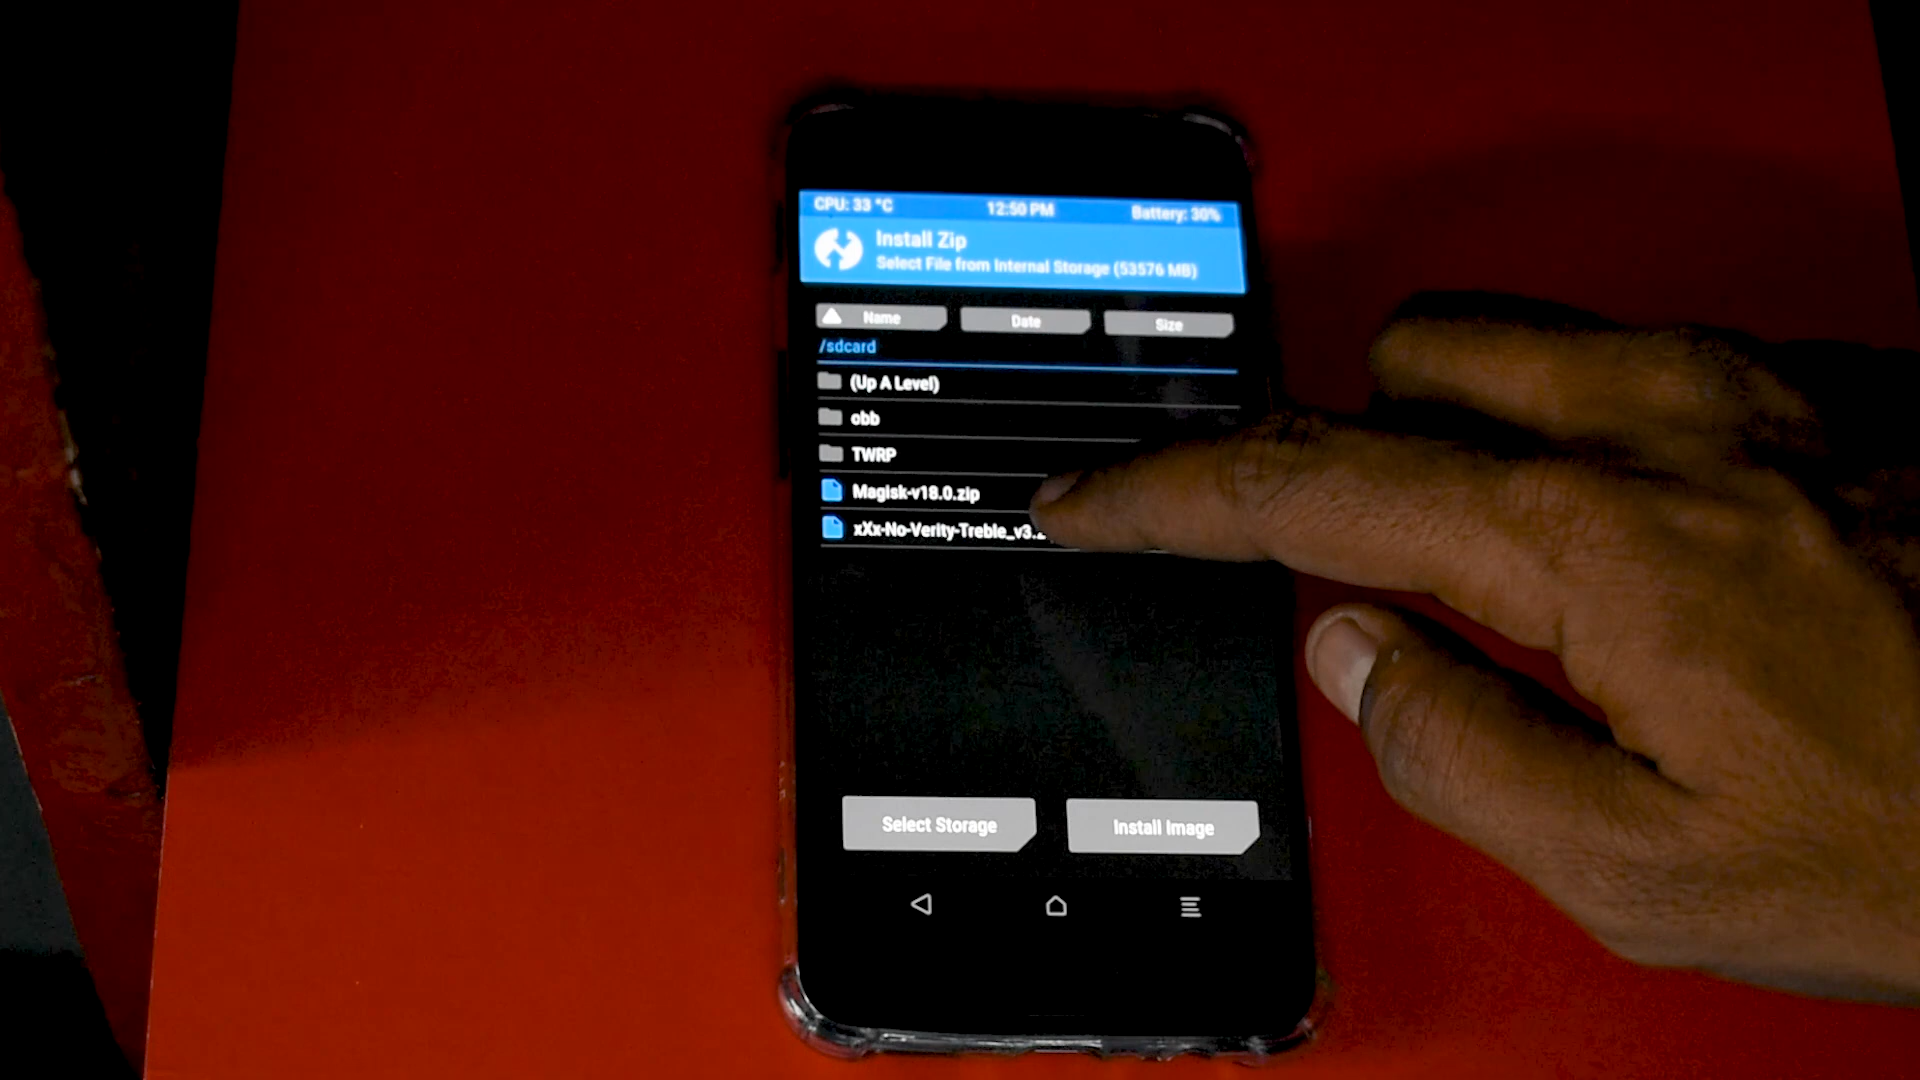 CPU: 33 °C 12:50 PM Battery: 30%
Install Zip
Select File from Internal Storage (53576 MB)
Name Date Size
/sdcard
(Up A Level)
obb
TWRP
Magisk-v18.0.zip
xXx-No-Verity-Treble_v3.2
Select Storage Install Image